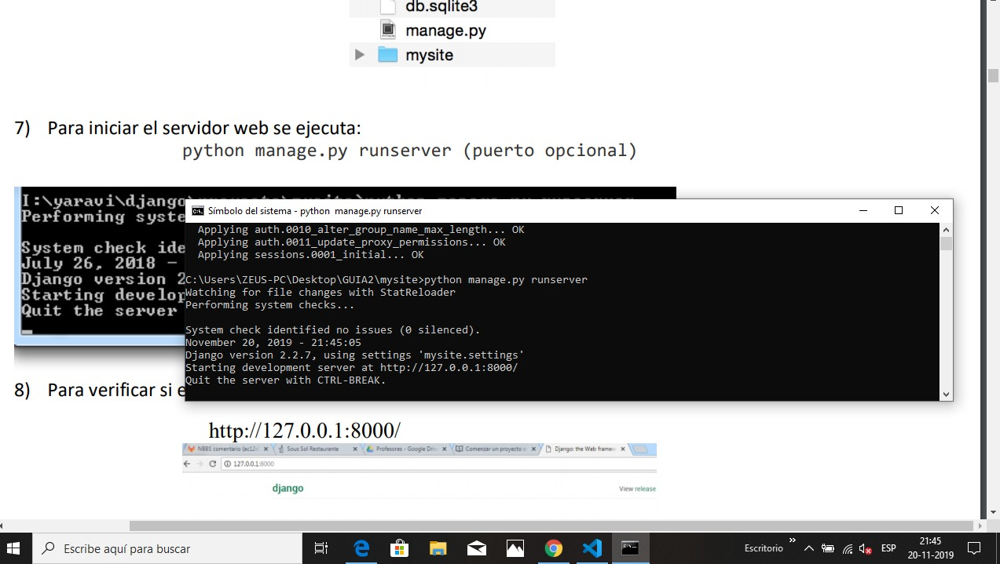 db.sqlite3
manage.py
mysite
7) Para iniciar el servidor web se ejecuta:
python manage.py runserver (puerto opcional)
I:\yaravi\django
Performing syste
System check ide
July 26, 2018 -
Django version 2
Starting develop
Quit the server
Símbolo del sistema - python manage.py runserver
Applying auth.0010_alter_group_name_max_length... OK
Applying auth.0011_update_proxy_permissions... OK
Applying sessions.0001_initial... OK
C:\Users\ZEUS-PC\Desktop\GUIA2\mysite>python manage.py runserver
Watching for file changes with StatReloader
Performing system checks...
System check identified no issues (0 silenced).
November 20, 2019 - 21:45:05
Django version 2.2.7, using settings 'mysite.settings'
Starting development server at http://127.0.0.1:8000/
Quit the server with CTRL-BREAK.
8) Para verificar si e
http://127.0.0.1:8000/
NBBS comentario (ac12d Sous Sol Restaurante Profesores - Google Driv Comenzar un proyecto e Django: the Web framew
127.0.0.1:8000
django View release
Escribe aquí para buscar
Escritorio
ESP
21:45
20-11-2019